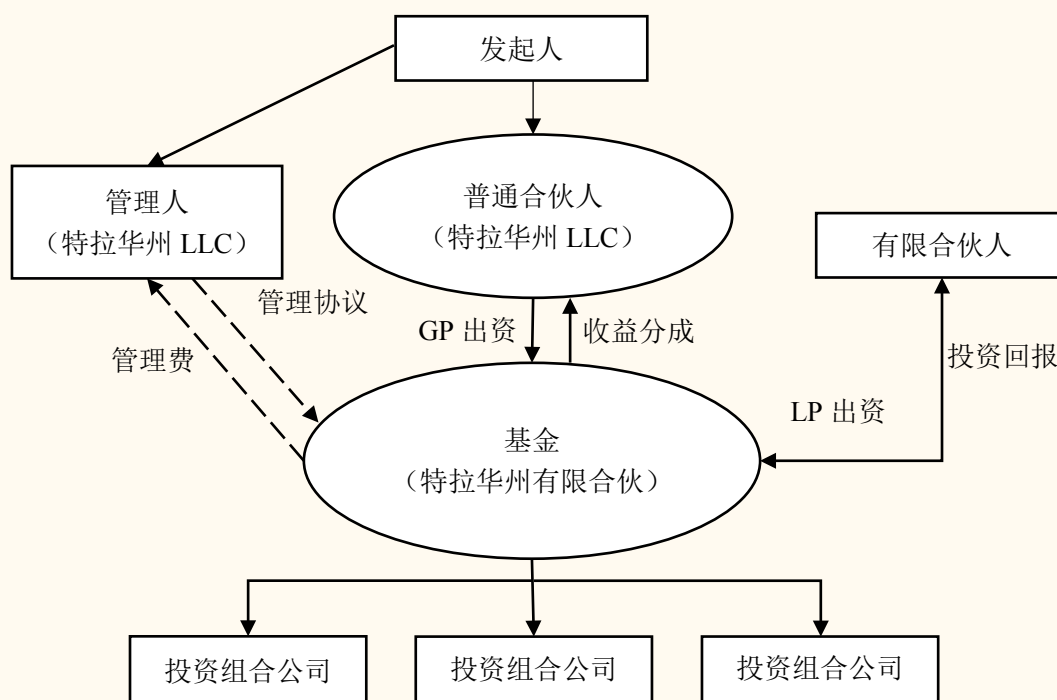 发起人
管理人
（特拉华州 LLC）
普通合伙人
（特拉华州 LLC）
有限合伙人
管理协议
管理费
GP 出资
收益分成
投资回报
LP 出资
基金
（特拉华州有限合伙）
投资组合公司
投资组合公司
投资组合公司